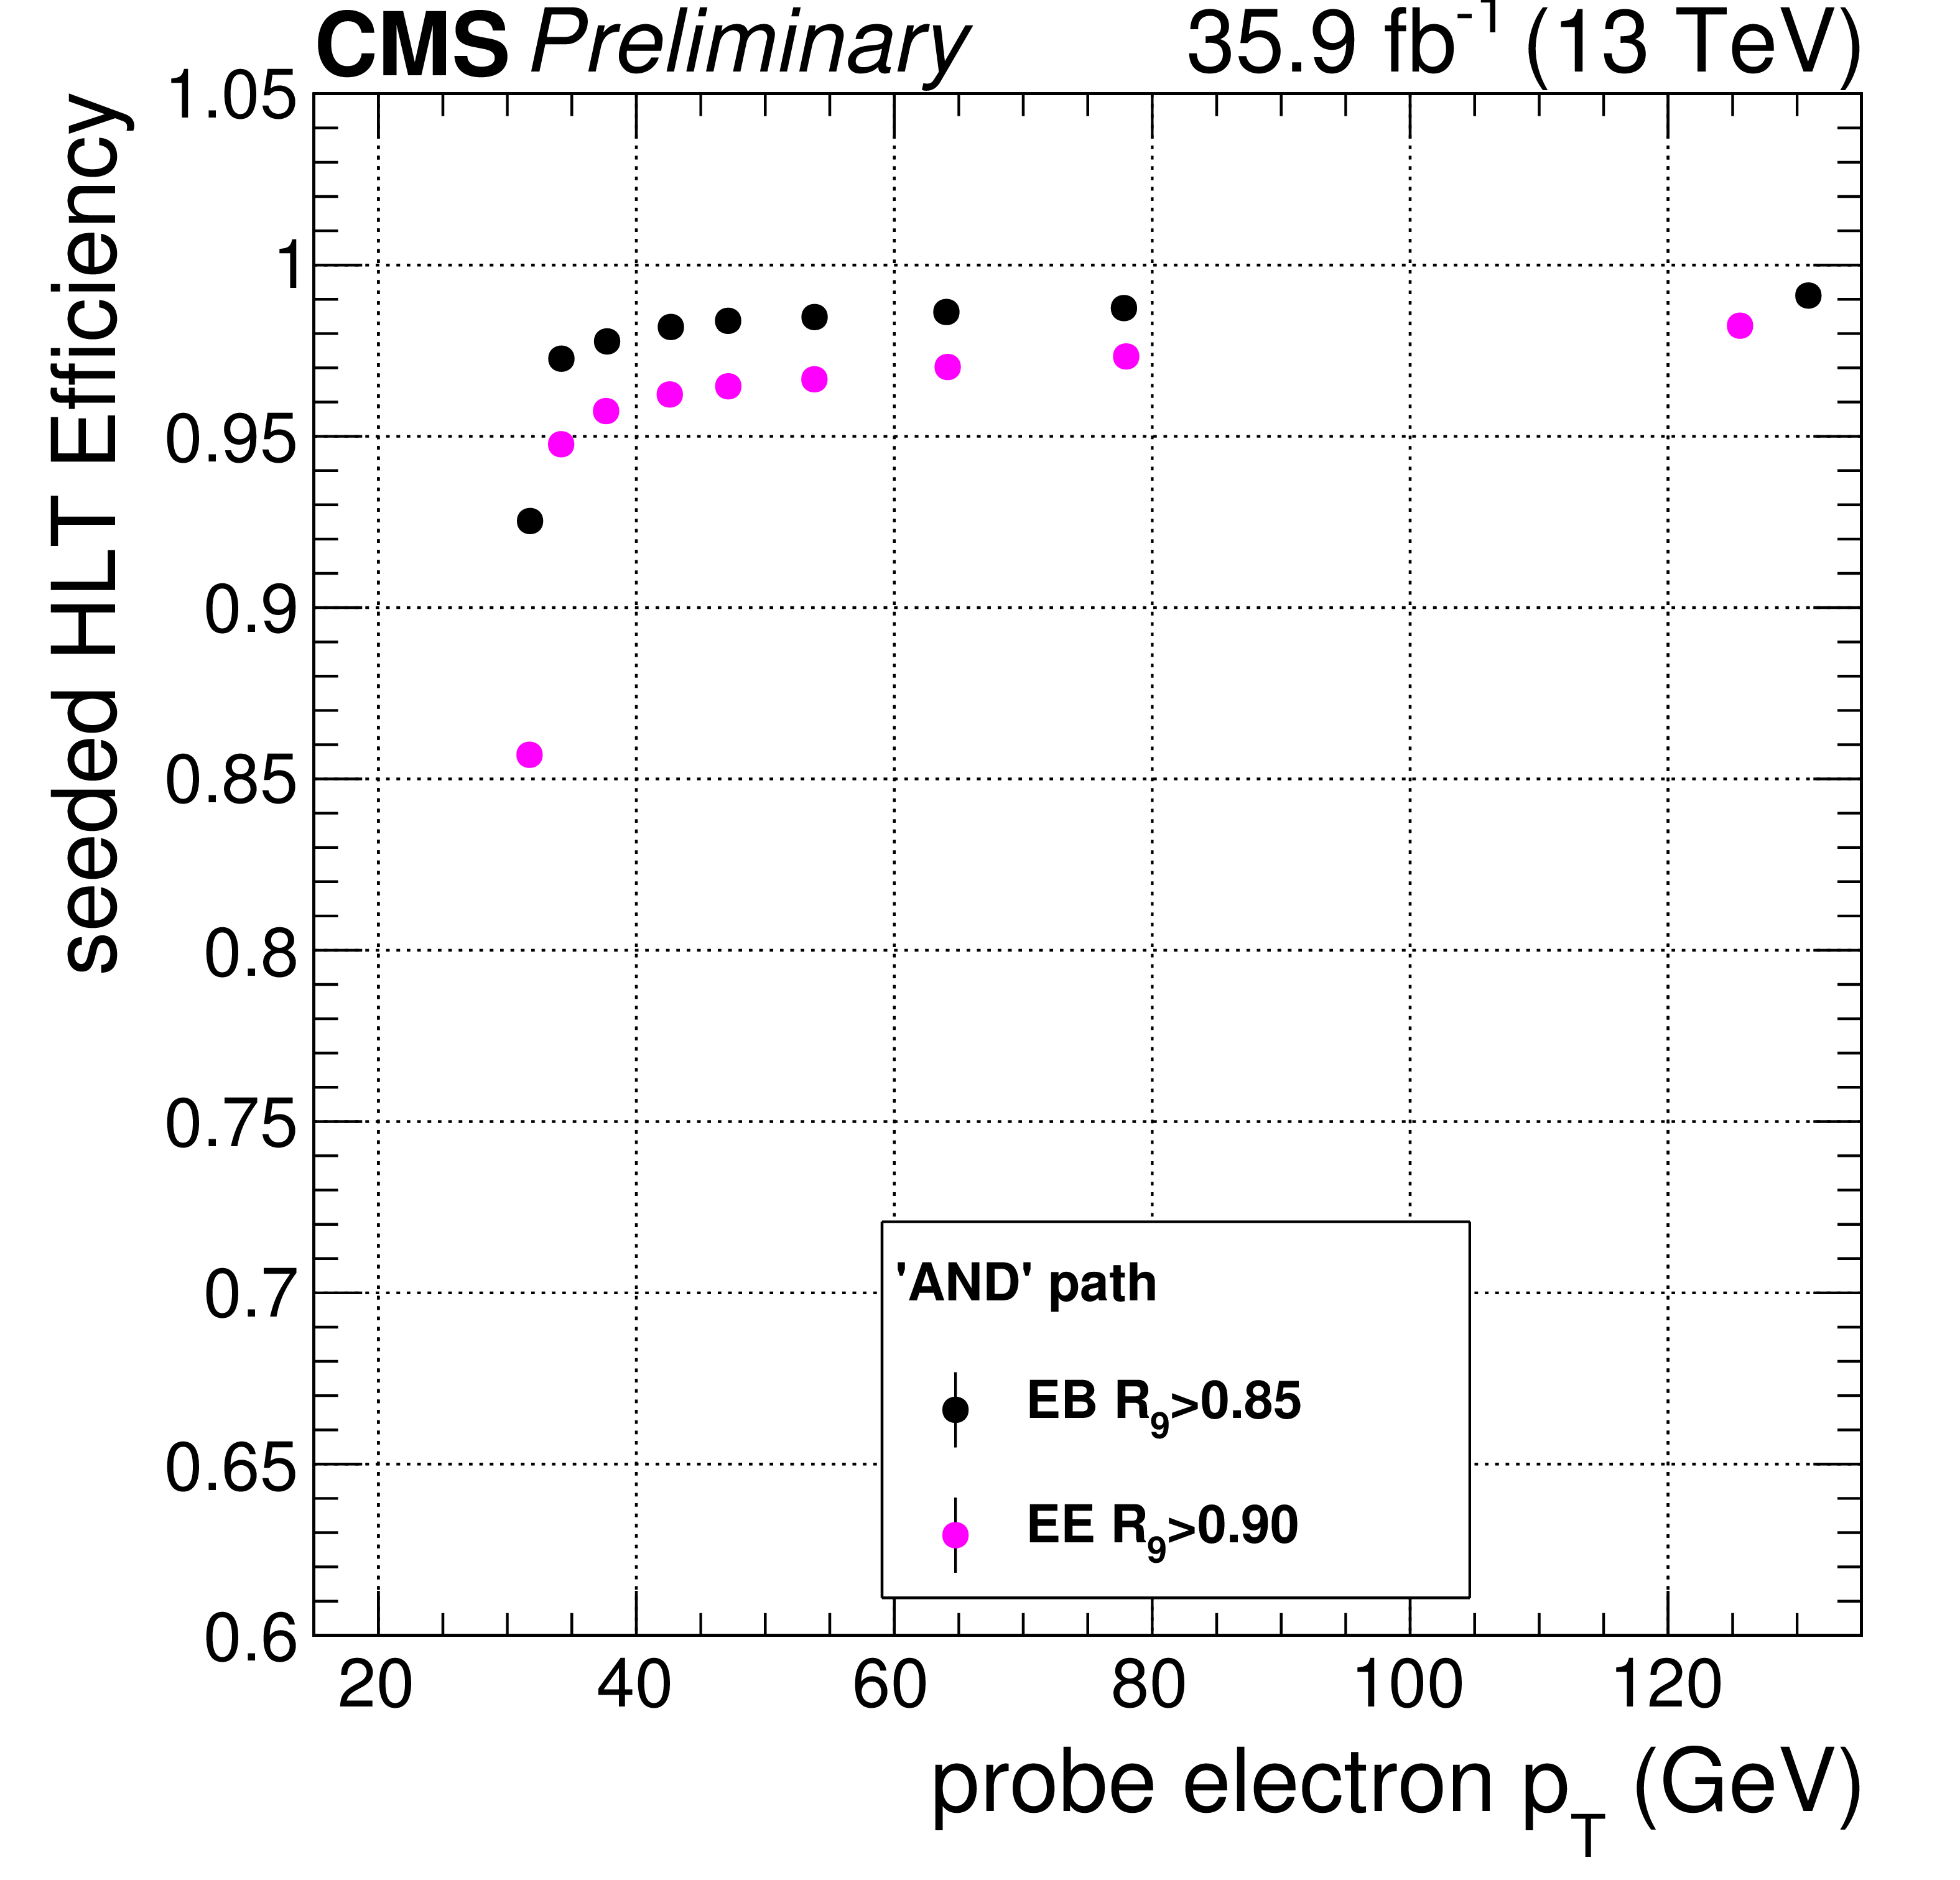 CMS Preliminary 35.9 fb⁻¹ (13 TeV)
seeded HLT Efficiency
1.05
1
0.95
0.9
0.85
0.8
0.75
0.7
0.65
0.6
'AND' path
EB R₉>0.85
EE R₉>0.90
20 40 60 80 100 120
probe electron p_T (GeV)